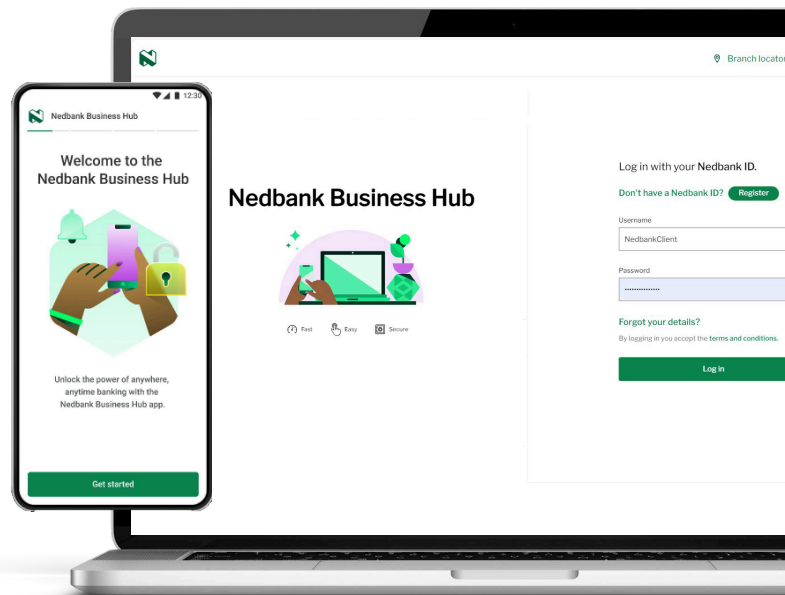 12:30
Nedbank Business Hub
Welcome to the
Nedbank Business Hub
Unlock the power of anywhere,
anytime banking with the
Nedbank Business Hub app.
Get started
Branch locator
Nedbank Business Hub
Fast Easy Secure
Log in with your Nedbank ID.
Don't have a Nedbank ID? Register
Username
NedbankClient
Password
Forgot your details?
By logging in you accept the terms and conditions.
Log in